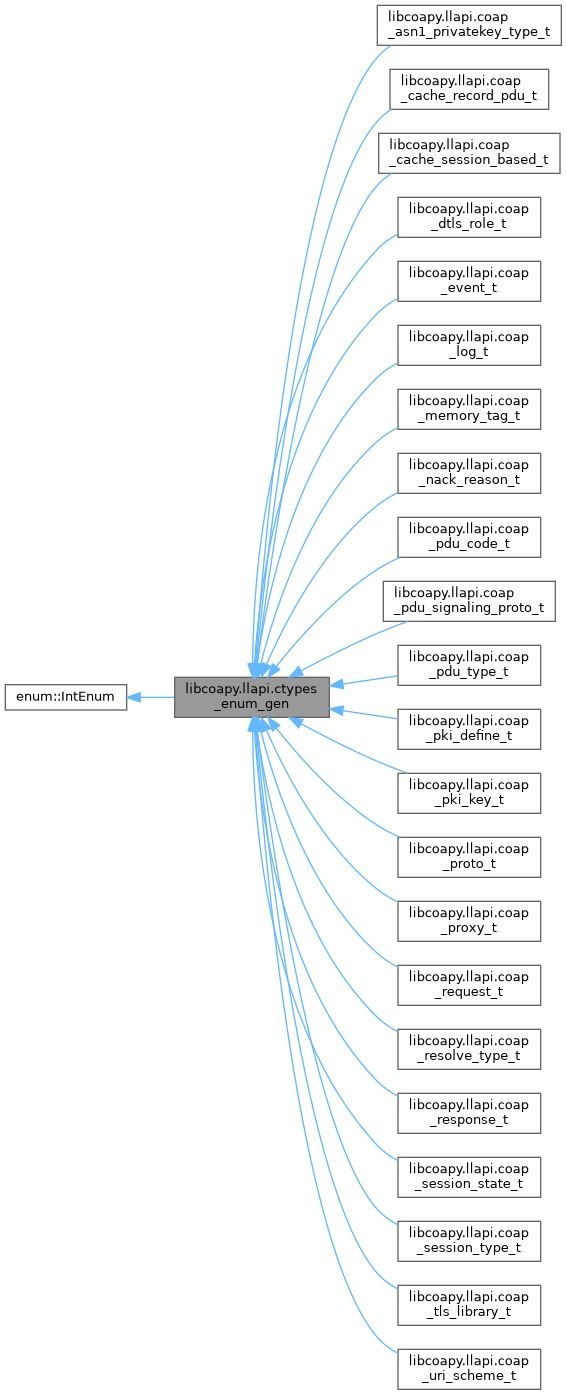 libcoapy.llapi.coap
_asn1_privatekey_type_t
libcoapy.llapi.coap
_cache_record_pdu_t
libcoapy.llapi.coap
_cache_session_based_t
libcoapy.llapi.coap
_dtls_role_t
libcoapy.llapi.coap
_event_t
libcoapy.llapi.coap
_log_t
libcoapy.llapi.coap
_memory_tag_t
libcoapy.llapi.coap
_nack_reason_t
libcoapy.llapi.coap
_pdu_code_t
libcoapy.llapi.coap
_pdu_signaling_proto_t
enum::IntEnum
libcoapy.llapi.ctypes
_enum_gen
libcoapy.llapi.coap
_pdu_type_t
libcoapy.llapi.coap
_pki_define_t
libcoapy.llapi.coap
_pki_key_t
libcoapy.llapi.coap
_proto_t
libcoapy.llapi.coap
_proxy_t
libcoapy.llapi.coap
_request_t
libcoapy.llapi.coap
_resolve_type_t
libcoapy.llapi.coap
_response_t
libcoapy.llapi.coap
_session_state_t
libcoapy.llapi.coap
_session_type_t
libcoapy.llapi.coap
_tls_library_t
libcoapy.llapi.coap
_uri_scheme_t